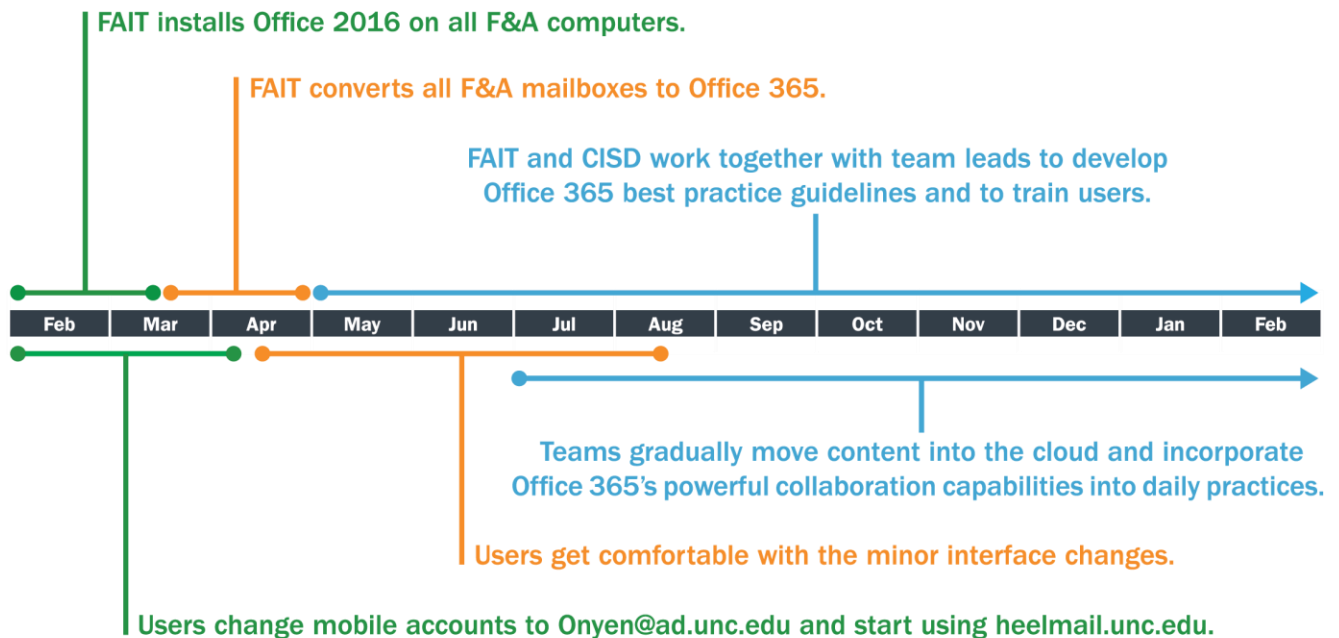 FAIT installs Office 2016 on all F&A computers.
FAIT converts all F&A mailboxes to Office 365.
FAIT and CISD work together with team leads to develop
Office 365 best practice guidelines and to train users.
Feb Mar Apr May Jun Jul Aug Sep Oct Nov Dec Jan Feb
Teams gradually move content into the cloud and incorporate
Office 365’s powerful collaboration capabilities into daily practices.
Users get comfortable with the minor interface changes.
Users change mobile accounts to Onyen@ad.unc.edu and start using heelmail.unc.edu.